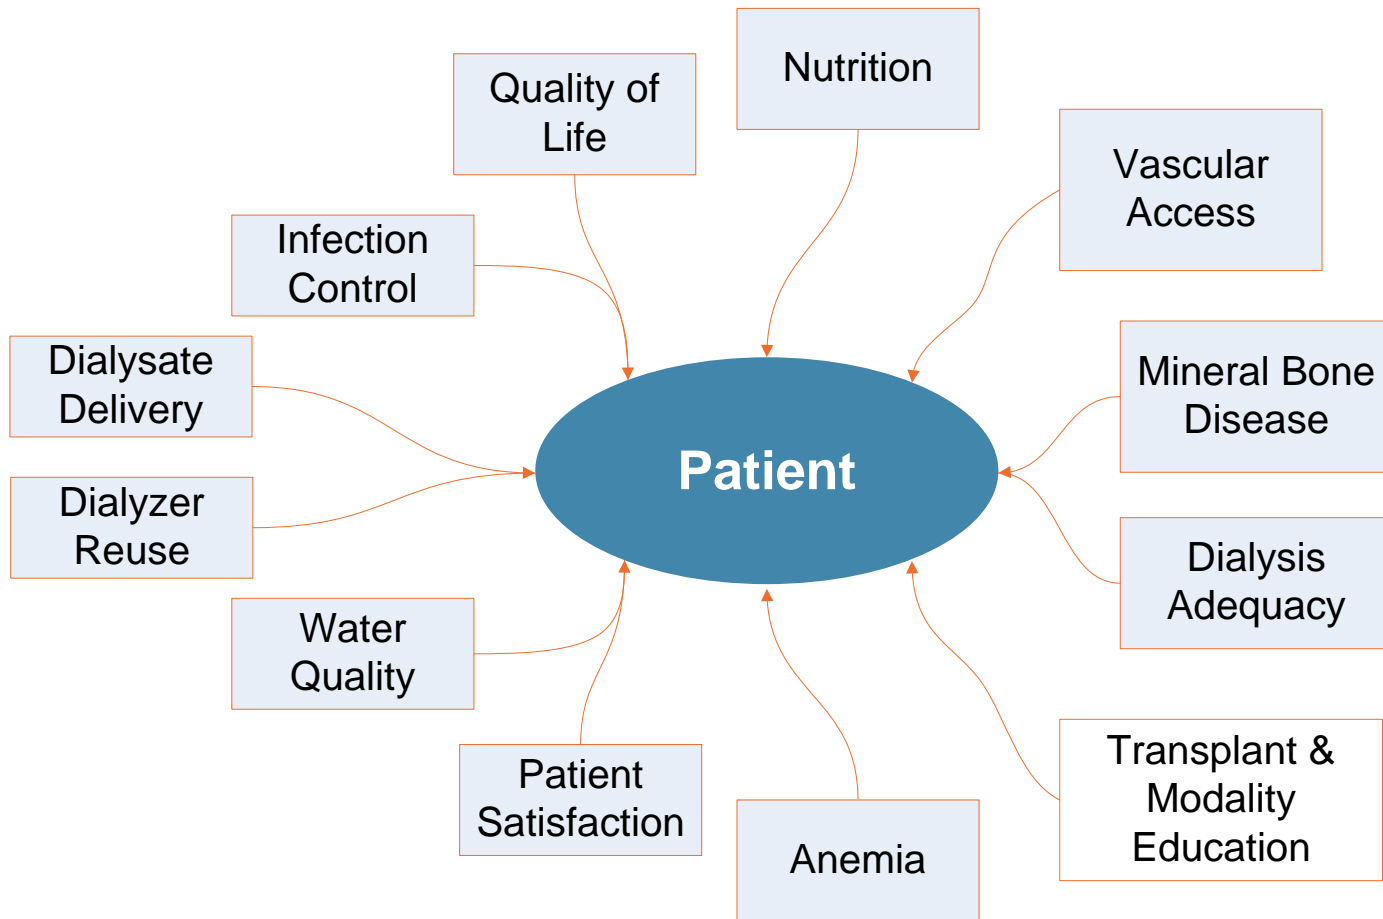 Nutrition
Quality of
Life
Vascular
Access
Infection
Control
Mineral Bone
Disease
Dialysate
Delivery
Patient
Dialyzer
Reuse
Dialysis
Adequacy
Water
Quality
Transplant &
Modality
Education
Patient
Satisfaction
Anemia